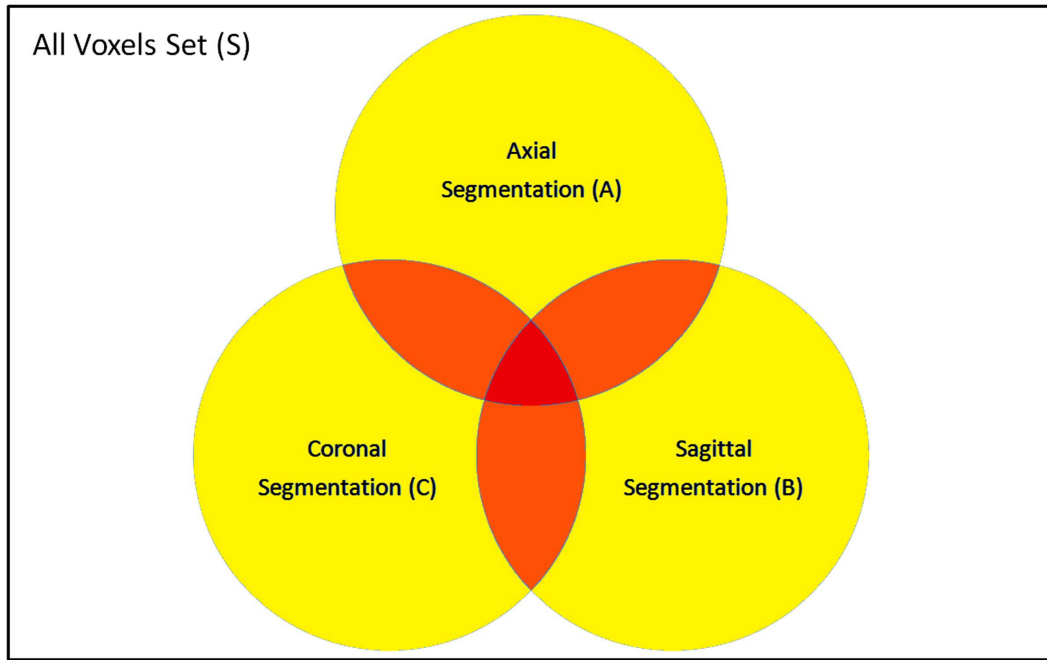 All Voxels Set (S)
Axial
Segmentation (A)
Coronal
Segmentation (C)
Sagittal
Segmentation (B)